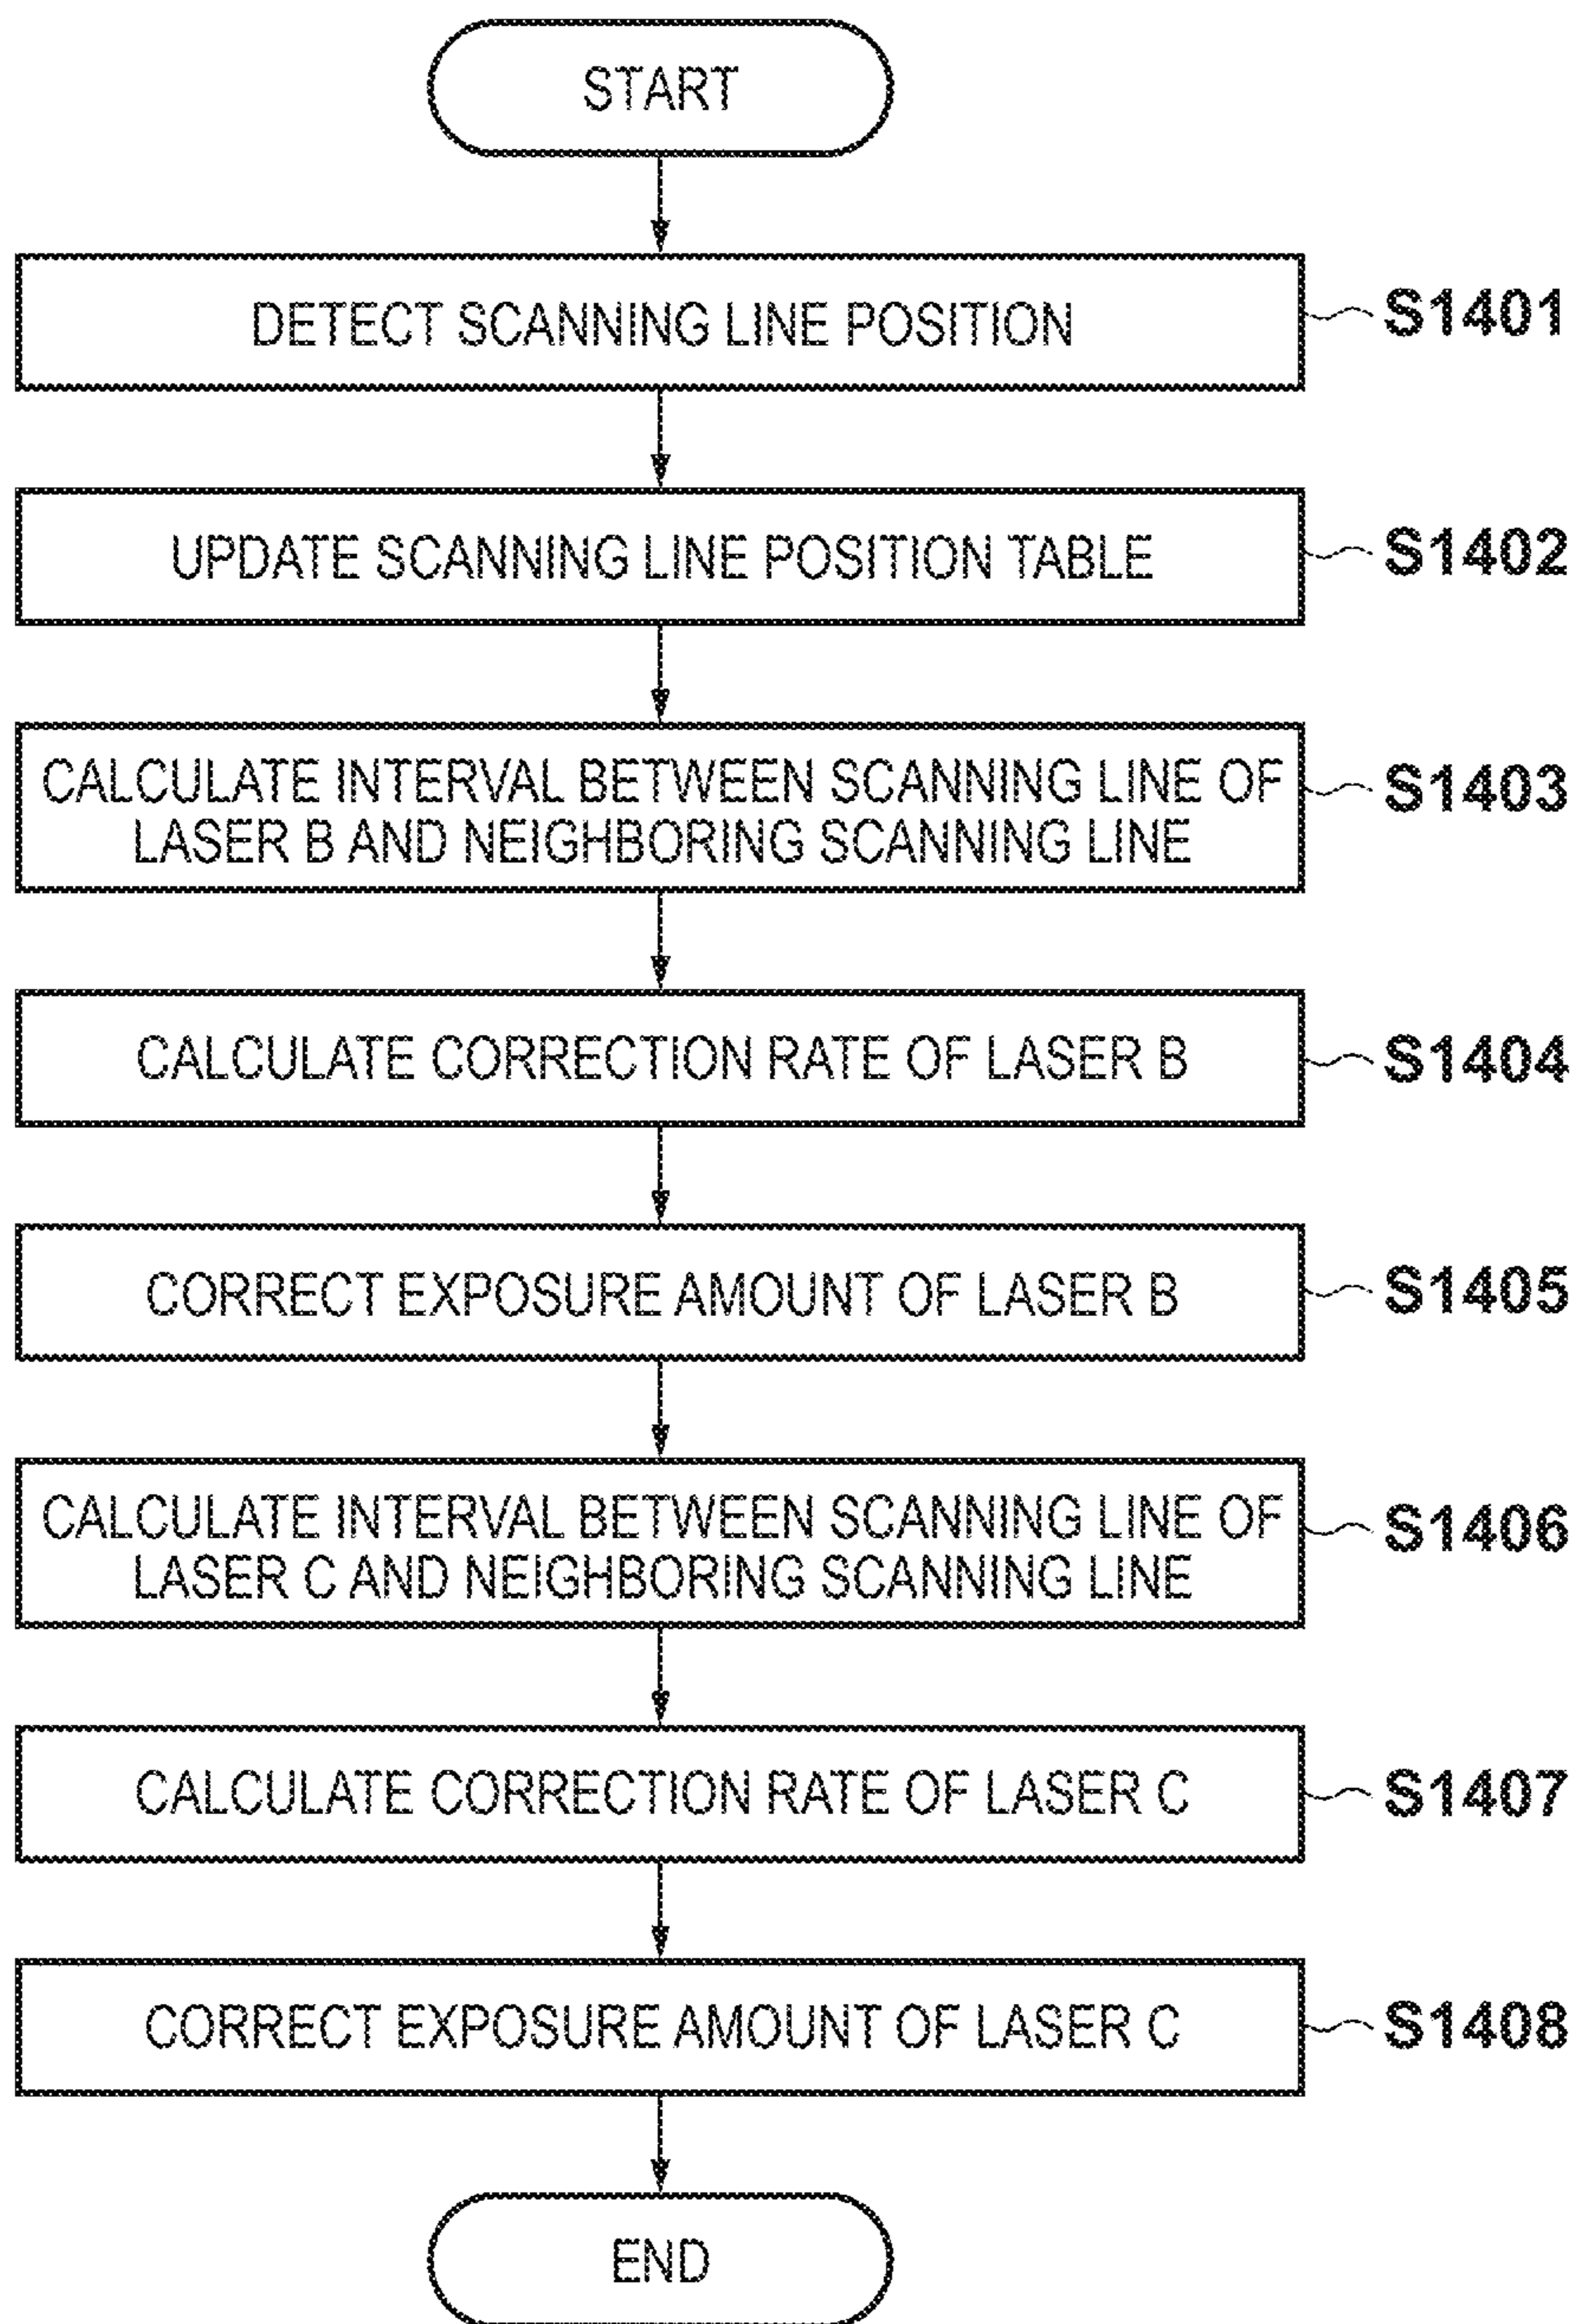 START
DETECT SCANNING LINE POSITION
S1401
UPDATE SCANNING LINE POSITION TABLE
S1402
CALCULATE INTERVAL BETWEEN SCANNING LINE OF
LASER B AND NEIGHBORING SCANNING LINE
S1403
CALCULATE CORRECTION RATE OF LASER B
S1404
CORRECT EXPOSURE AMOUNT OF LASER B
S1405
CALCULATE INTERVAL BETWEEN SCANNING LINE OF
LASER C AND NEIGHBORING SCANNING LINE
S1406
CALCULATE CORRECTION RATE OF LASER C
S1407
CORRECT EXPOSURE AMOUNT OF LASER C
S1408
END